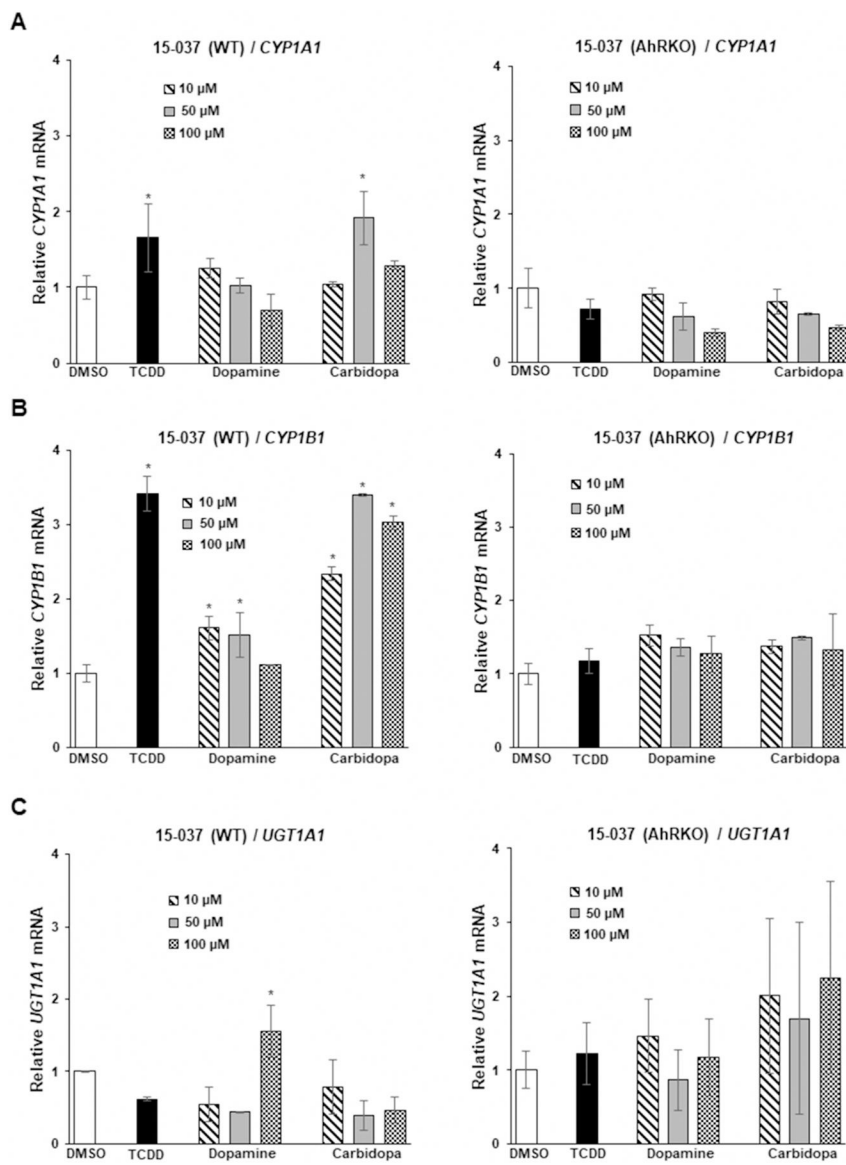 A
15-037 (WT) / CYP1A1
4
3
2
1
0
Relative CYP1A1 mRNA
10 µM
50 µM
100 µM
*
*
DMSO TCDD Dopamine Carbidopa
15-037 (AhRKO) / CYP1A1
4
3
2
1
0
Relative CYP1A1 mRNA
10 µM
50 µM
100 µM
DMSO TCDD Dopamine Carbidopa
B
15-037 (WT) / CYP1B1
4
3
2
1
0
Relative CYP1B1 mRNA
10 µM
50 µM
100 µM
*
* *
* * *
DMSO TCDD Dopamine Carbidopa
15-037 (AhRKO) / CYP1B1
4
3
2
1
0
Relaitve CYP1B1 mRNA
10 µM
50 µM
100 µM
DMSO TCDD Dopamine Carbidopa
C
15-037 (WT) / UGT1A1
4
3
2
1
0
Relative UGT1A1 mRNA
10 µM
50 µM
100 µM
*
DMSO TCDD Dopamine Carbidopa
15-037 (AhRKO) / UGT1A1
4
3
2
1
0
Relative UGT1A1 mRNA
10 µM
50 µM
100 µM
DMSO TCDD Dopamine Carbidopa